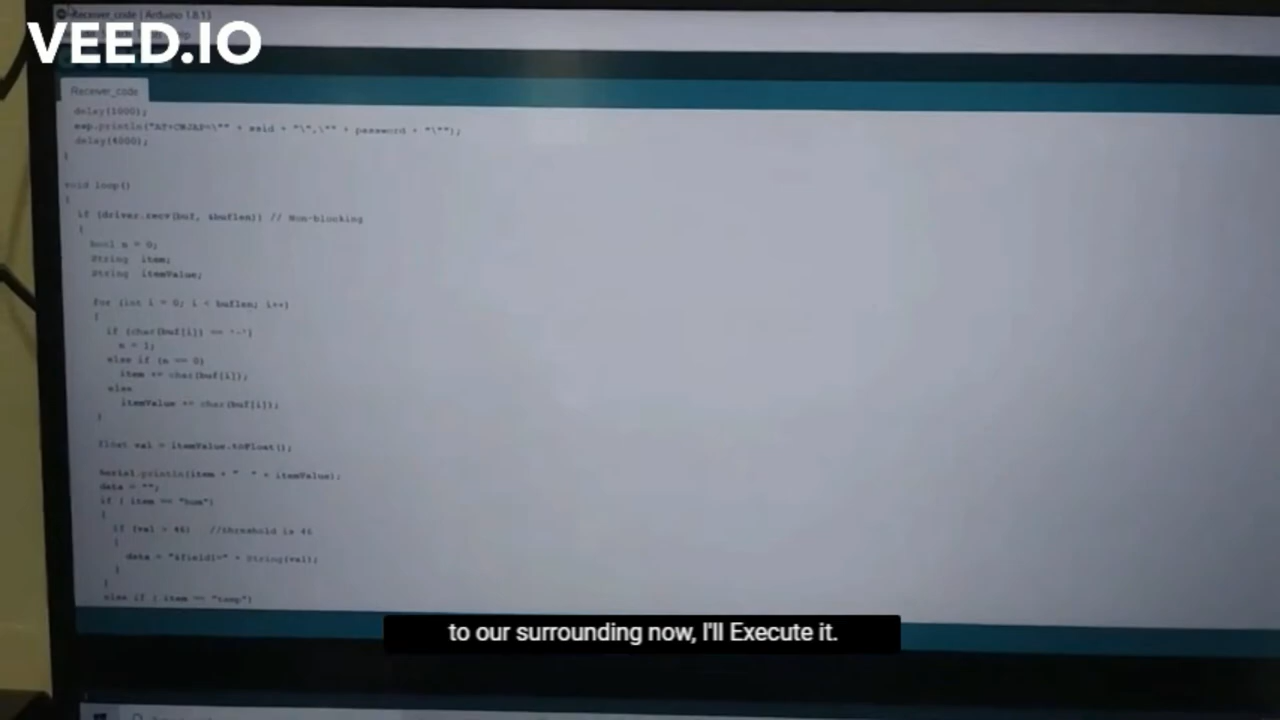 Receiver_code | Arduino 1.8.13
VEED.IO
Receiver_code
delay(1000);
esp.println("AT+CWJAP=\"" + ssid + "\",\"" + password + "\"");
delay(4000);
}
void loop()
{
if (driver.recv(buf, &buflen)) // Non-blocking
{
bool n = 0;
String item;
String itemValue;
for (int i = 0; i < buflen; i++)
{
if (char(buf[i]) == '-')
n = 1;
else if (n == 0)
item += char(buf[i]);
else
itemValue += char(buf[i]);
}
float val = itemValue.toFloat();
Serial.println(item + " " + itemValue);
data = "";
if ( item == "hum")
{
if (val > 46) //threshold is 46
{
data = "&field1=" + String(val);
}
}
else if ( item == "temp")
to our surrounding now, I'll Execute it.